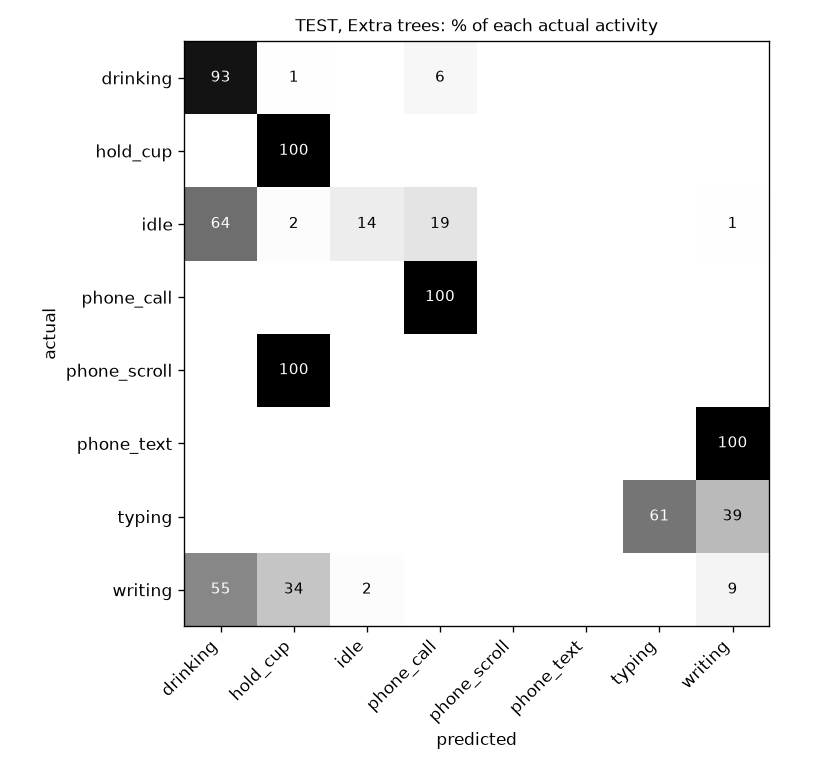 TEST, Extra trees: % of each actual activity
drinking 93 1 6
hold_cup 100
idle 64 2 14 19 1
phone_call 100
phone_scroll 100
phone_text 100
typing 61 39
writing 55 34 2 9
actual
drinking hold_cup idle phone_call phone_scroll phone_text typing writing
predicted